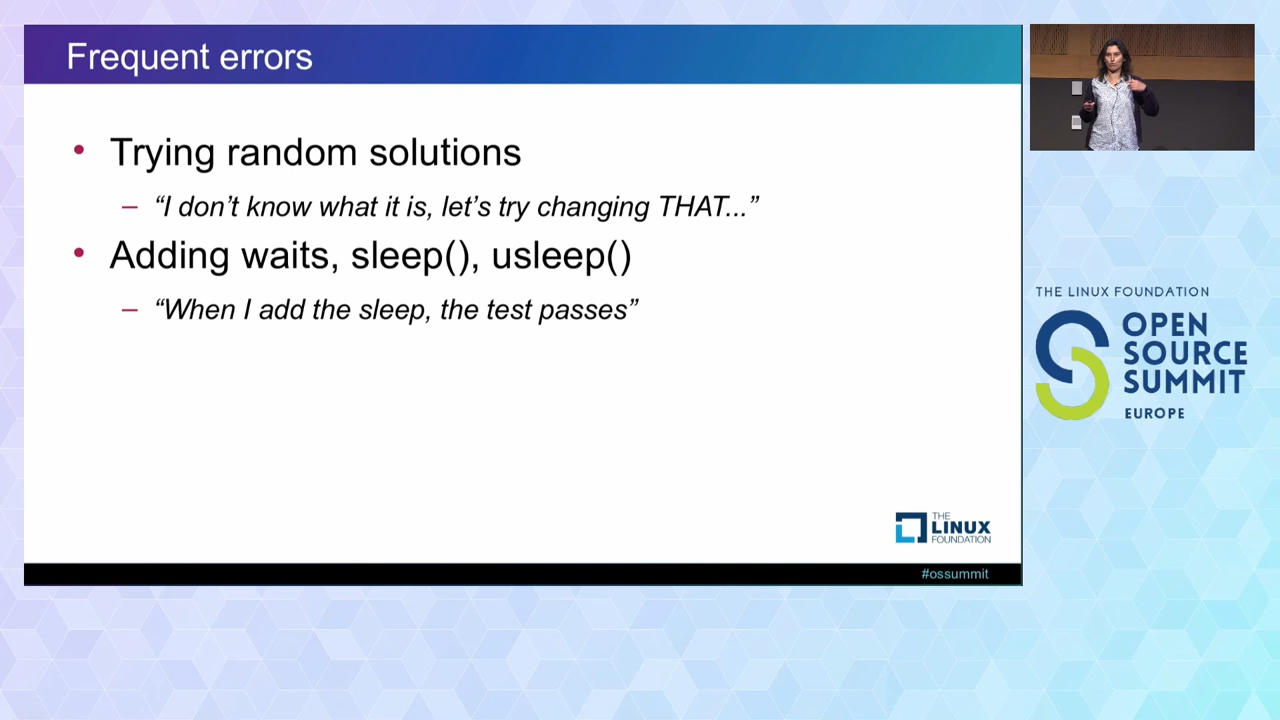 Frequent errors
• Trying random solutions
– “I don’t know what it is, let’s try changing THAT...”
• Adding waits, sleep(), usleep()
– “When I add the sleep, the test passes”
THE
LINUX
FOUNDATION
#ossummit
THE LINUX FOUNDATION
OPEN
SOURCE
SUMMIT
EUROPE